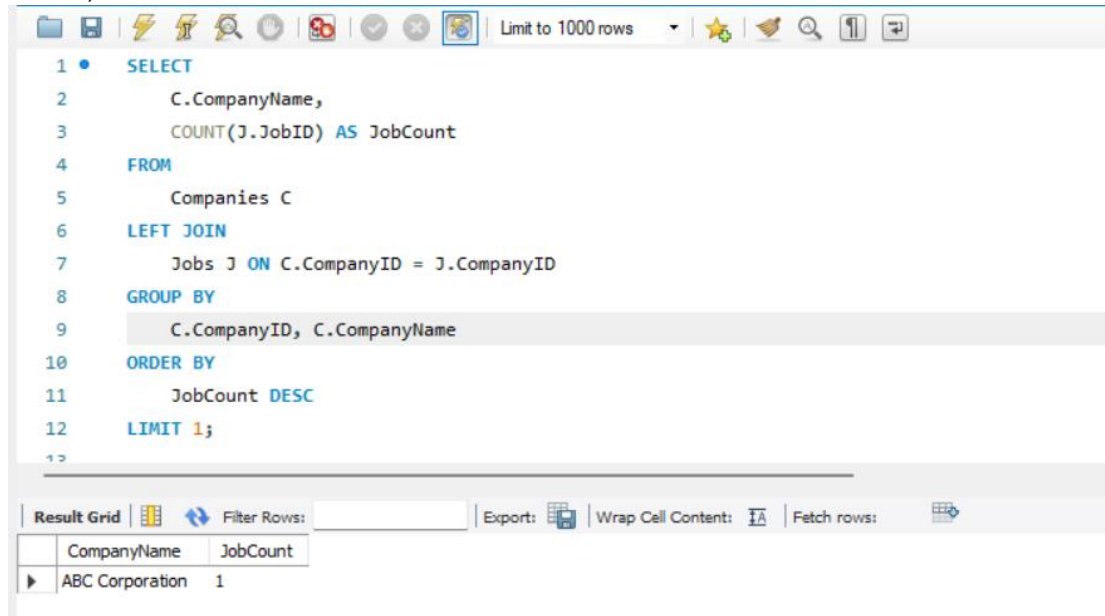 Limit to 1000 rows
1 SELECT
2 C.CompanyName,
3 COUNT(J.JobID) AS JobCount
4 FROM
5 Companies C
6 LEFT JOIN
7 Jobs J ON C.CompanyID = J.CompanyID
8 GROUP BY
9 C.CompanyID, C.CompanyName
10 ORDER BY
11 JobCount DESC
12 LIMIT 1;
Result Grid Filter Rows: Export: Wrap Cell Content: IA Fetch rows:
CompanyName JobCount
ABC Corporation 1